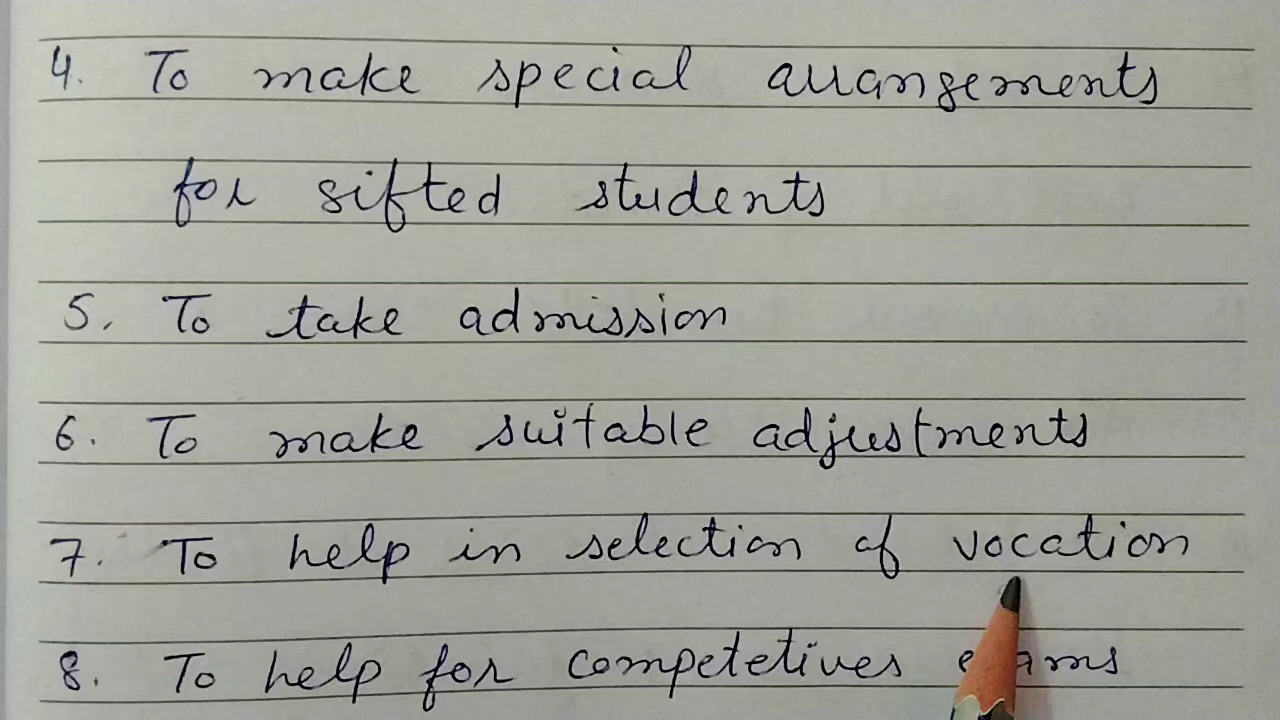 4. To make special arrangements
for gifted students
5. To take admission
6. To make suitable adjustments
7. To help in selection of vocation
8. To help for competetives exams